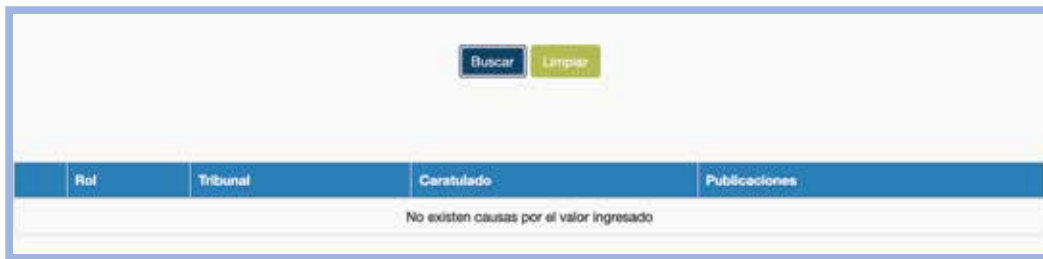 Buscar Limpiar
Rol Tribunal Caratulado Publicaciones
No existen causas por el valor ingresado